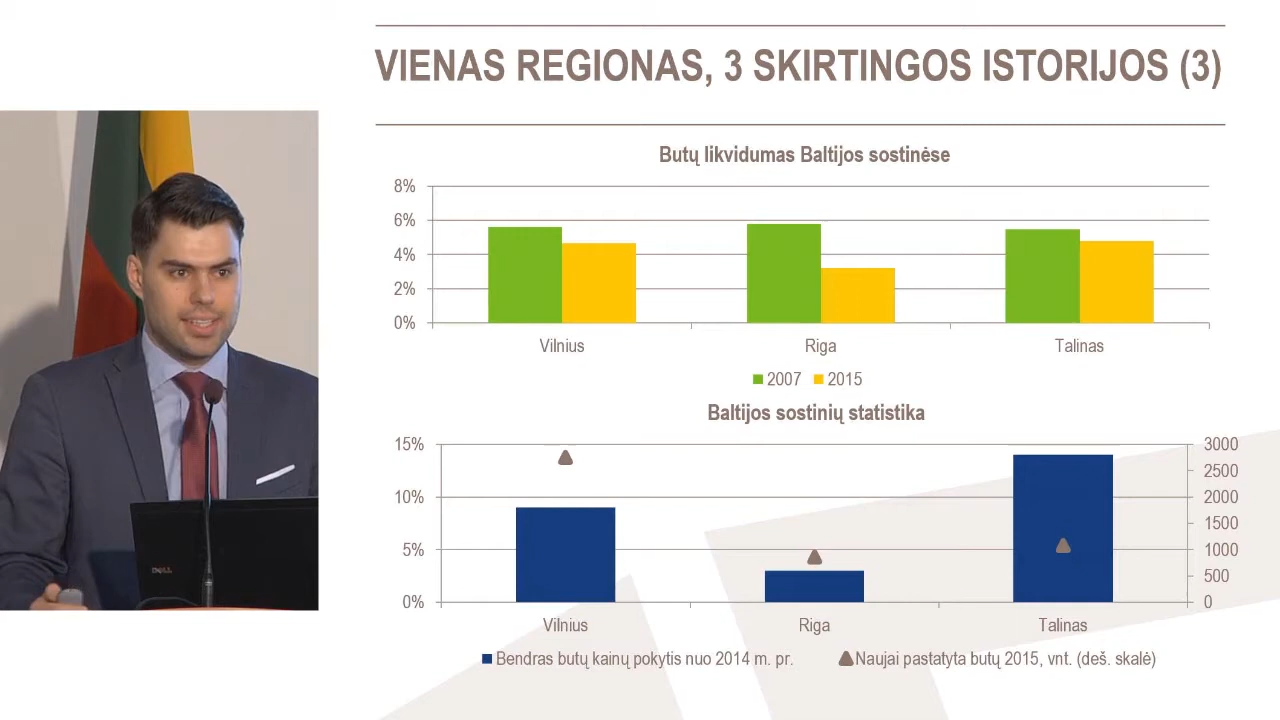 VIENAS REGIONAS, 3 SKIRTINGOS ISTORIJOS (3)
Butų likvidumas Baltijos sostinėse
8%
6%
4%
2%
0%
Vilnius Riga Talinas
2007 2015
Baltijos sostinių statistika
15% 3000
2500
10% 2000
1500
5% 1000
500
0% 0
Vilnius Riga Talinas
Bendras butų kainų pokytis nuo 2014 m. pr. Naujai pastatyta butų 2015, vnt. (deš. skalė)
DELL